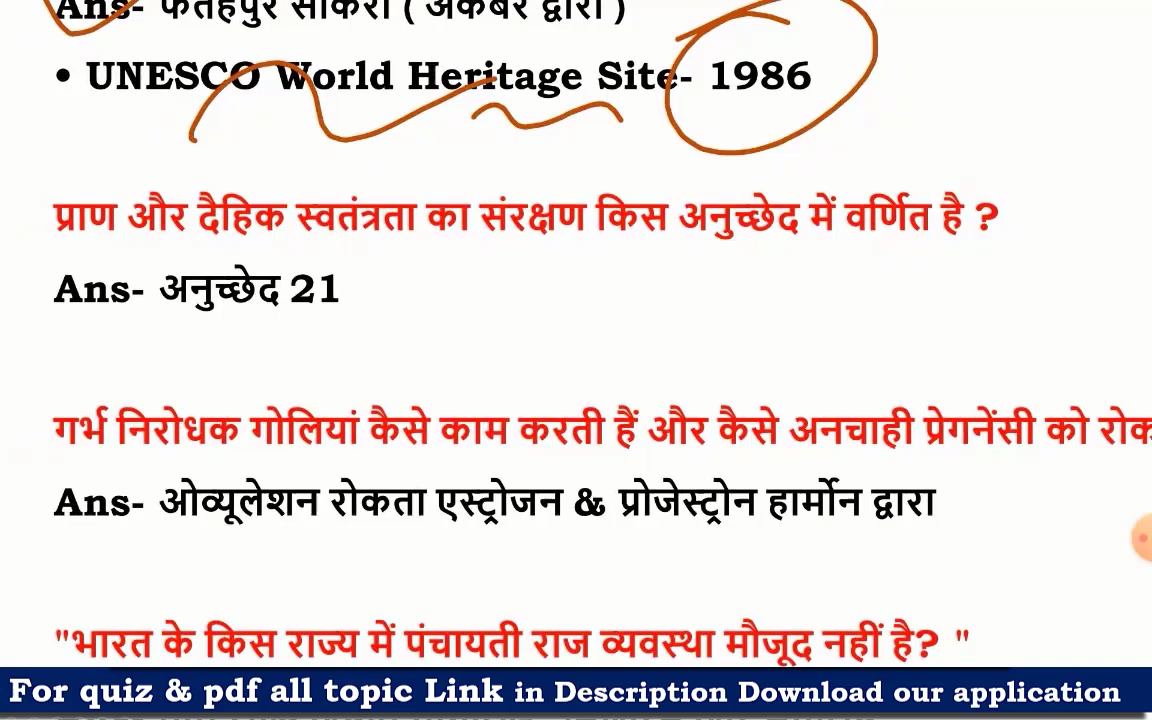 Ans- फतेहपुर सीकरी ( अकबर द्वारा )
• UNESCO World Heritage Site- 1986
प्राण और दैहिक स्वतंत्रता का संरक्षण किस अनुच्छेद में वर्णित है ?
Ans- अनुच्छेद 21
गर्भ निरोधक गोलियां कैसे काम करती हैं और कैसे अनचाही प्रेगनेंसी को
Ans- ओव्यूलेशन रोकता एस्ट्रोजन & प्रोजेस्ट्रोन हार्मोन द्वारा
"भारत के किस राज्य में पंचायती राज व्यवस्था मौजूद नहीं है? "
For quiz & pdf all topic Link in Description Download our application